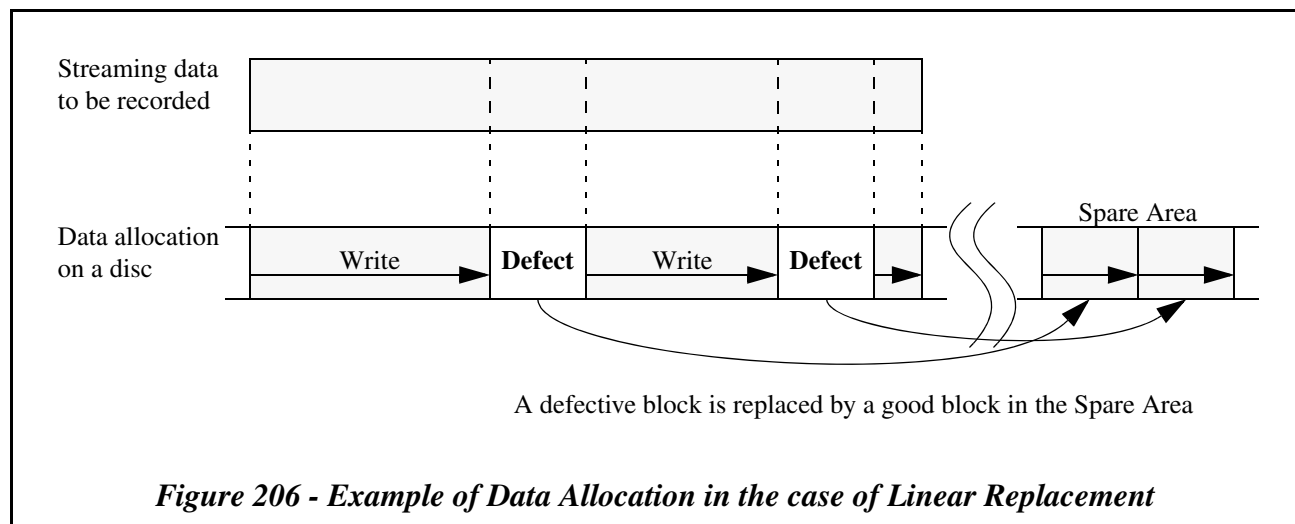 Streaming data
to be recorded
Spare Area
Data allocation
on a disc
Write
Defect
Write
Defect
A defective block is replaced by a good block in the Spare Area
Figure 206 - Example of Data Allocation in the case of Linear Replacement